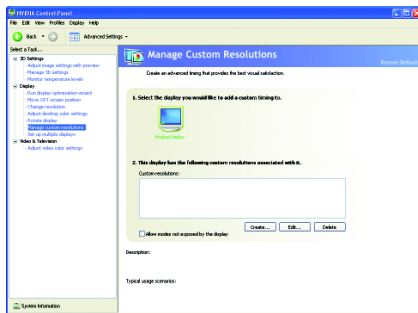 NVIDIA Control Panel
File Edit View Profiles Display Help
Back Advanced Settings
Select a Task...
3D Settings
Adjust image settings with preview
Manage 3D settings
Monitor temperature levels
Display
Run display optimization wizard
Move CRT screen position
Change resolution
Adjust desktop color settings
Rotate display
Manage custom resolutions
Set up multiple displays
Video & Television
Adjust video color settings
System Information
Manage Custom Resolutions
Restore Defaults
Create an advanced timing that provides the best visual satisfaction.
1. Select the display you would like to add a custom timing to.
Analog Display
2. This display has the following custom resolutions associated with it.
Custom resolutions:
Create... Edit... Delete
Allow modes not exposed by the display
Description:
Typical usage scenarios: